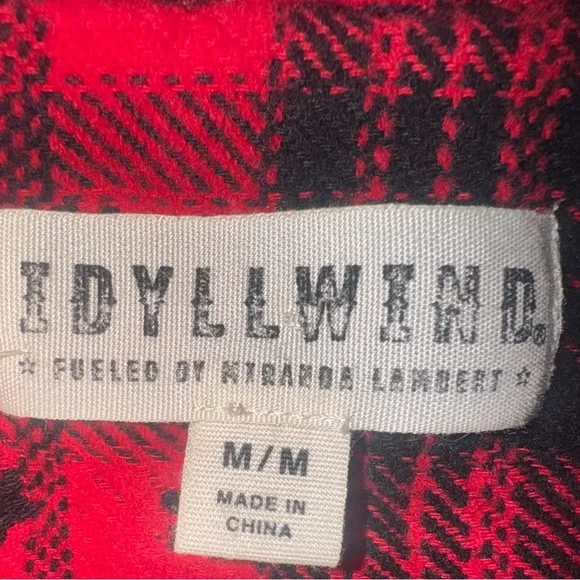 IDYLLWIND®
☆ FUELED BY MIRANDA LAMBERT ☆
M/M
MADE IN
CHINA